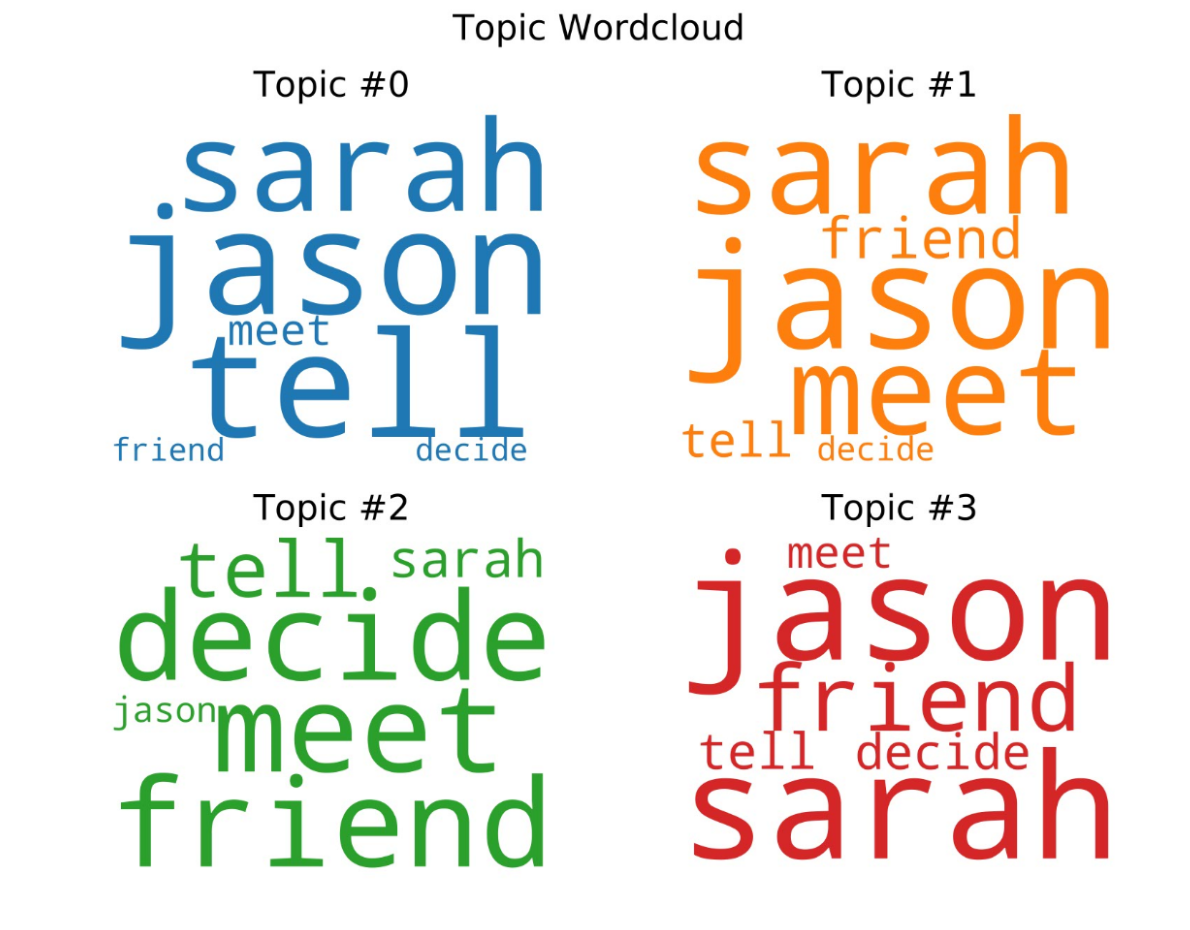 Topic Wordcloud
Topic #0
sarah
jason
meet
tell
friend decide
Topic #1
sarah
friend
jason
meet
tell decide
Topic #2
tell sarah
decide
jason meet
friend
Topic #3
meet
jason
friend
tell decide
sarah